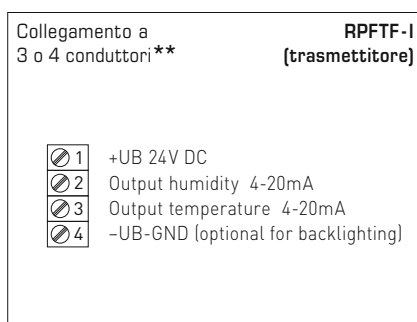 Collegamento a
3 o 4 conduttori**
RPFTF-I
(trasmettitore)
1 +UB 24V DC
2 Output humidity 4-20mA
3 Output temperature 4-20mA
4 –UB-GND (optional for backlighting)